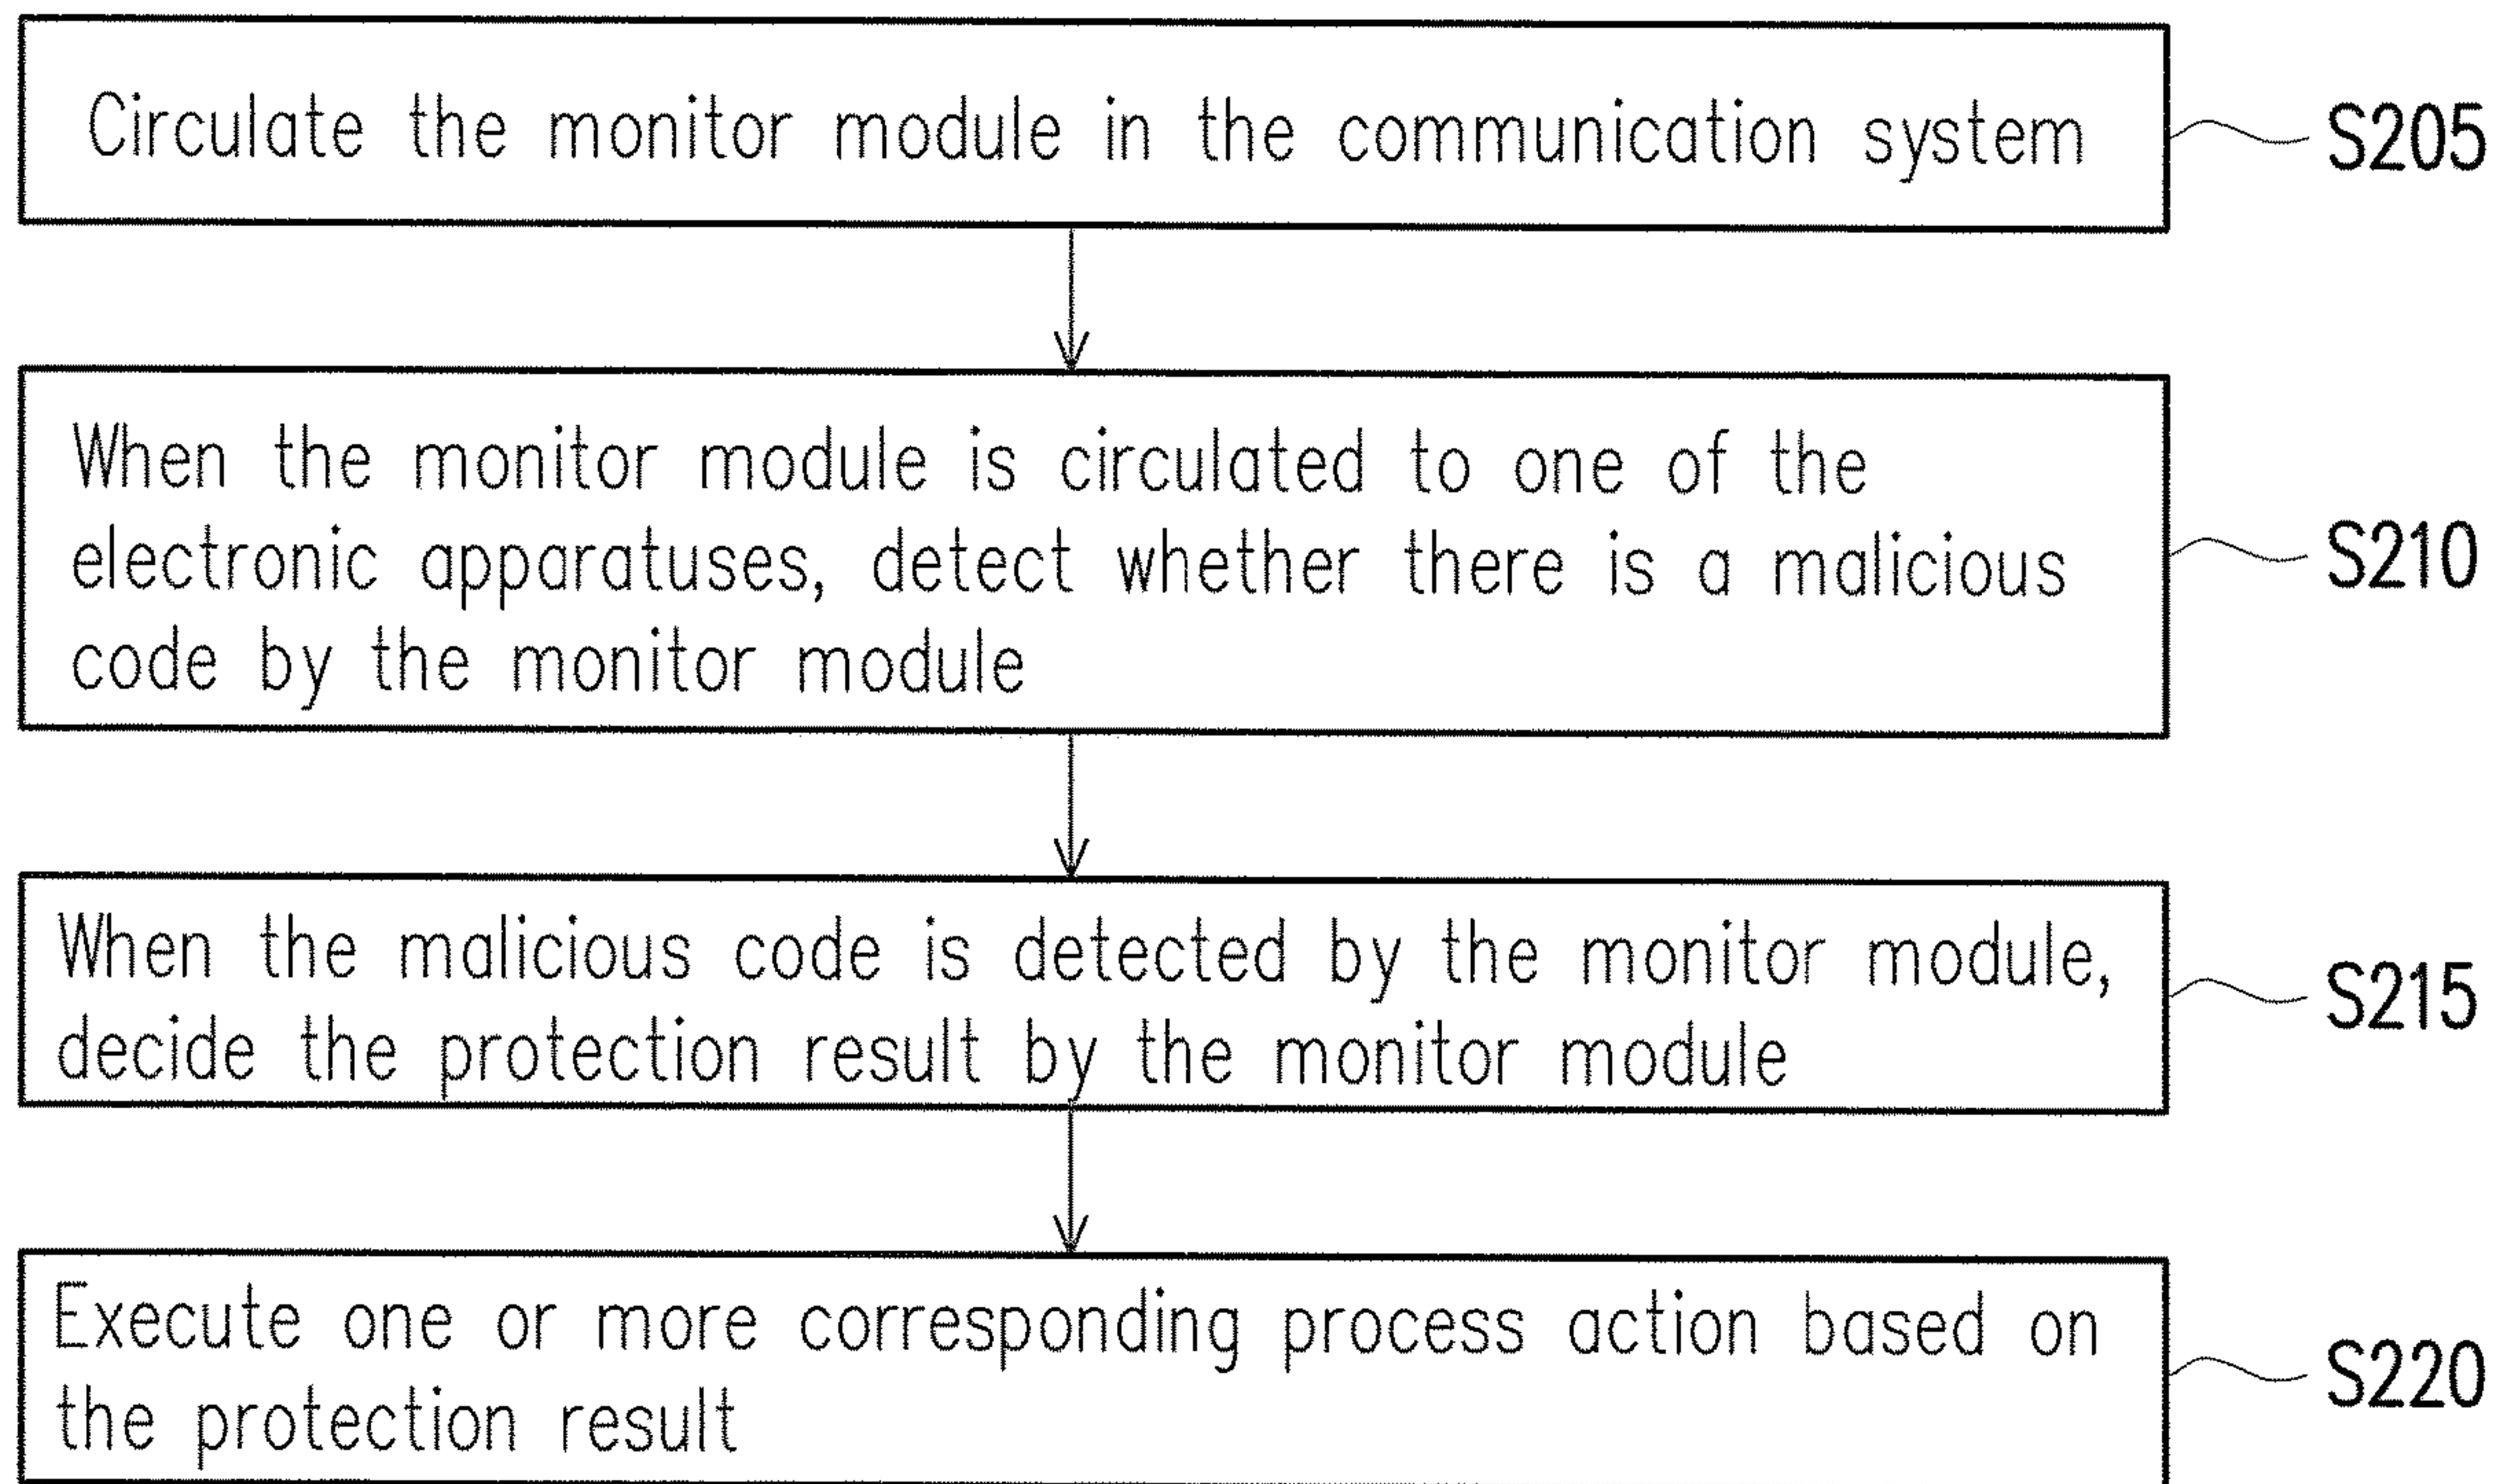 Circulate the monitor module in the communication system
S205
When the monitor module is circulated to one of the
electronic apparatuses, detect whether there is a malicious
code by the monitor module
S210
When the malicious code is detected by the monitor module,
decide the protection result by the monitor module
S215
Execute one or more corresponding process action based on
the protection result
S220